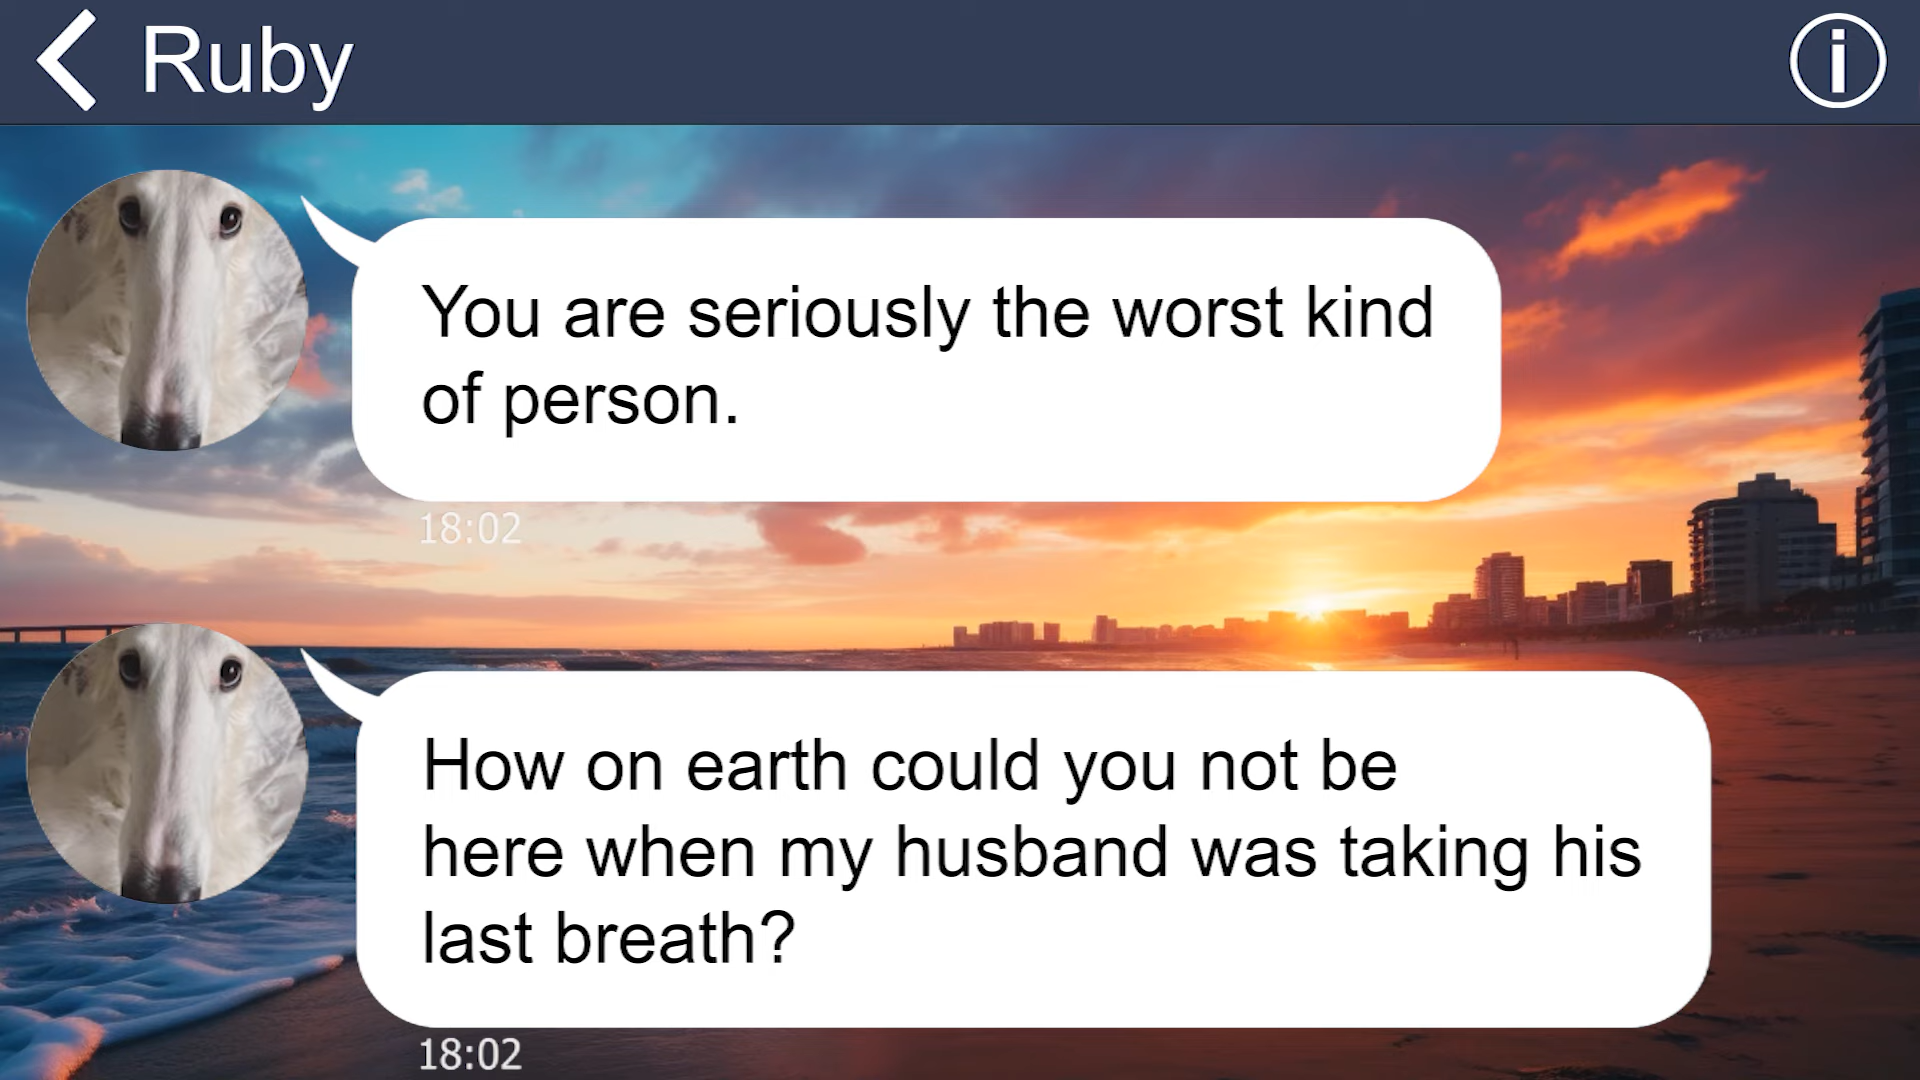 Ruby
You are seriously the worst kind
of person.
18:02
How on earth could you not be
here when my husband was taking his
last breath?
18:02